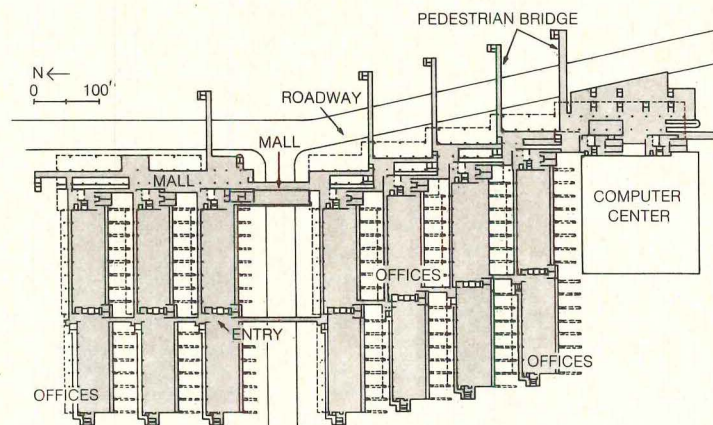 PEDESTRIAN BRIDGE
N ←
0 100'
ROADWAY
MALL
MALL
COMPUTER
CENTER
OFFICES
ENTRY
OFFICES
OFFICES